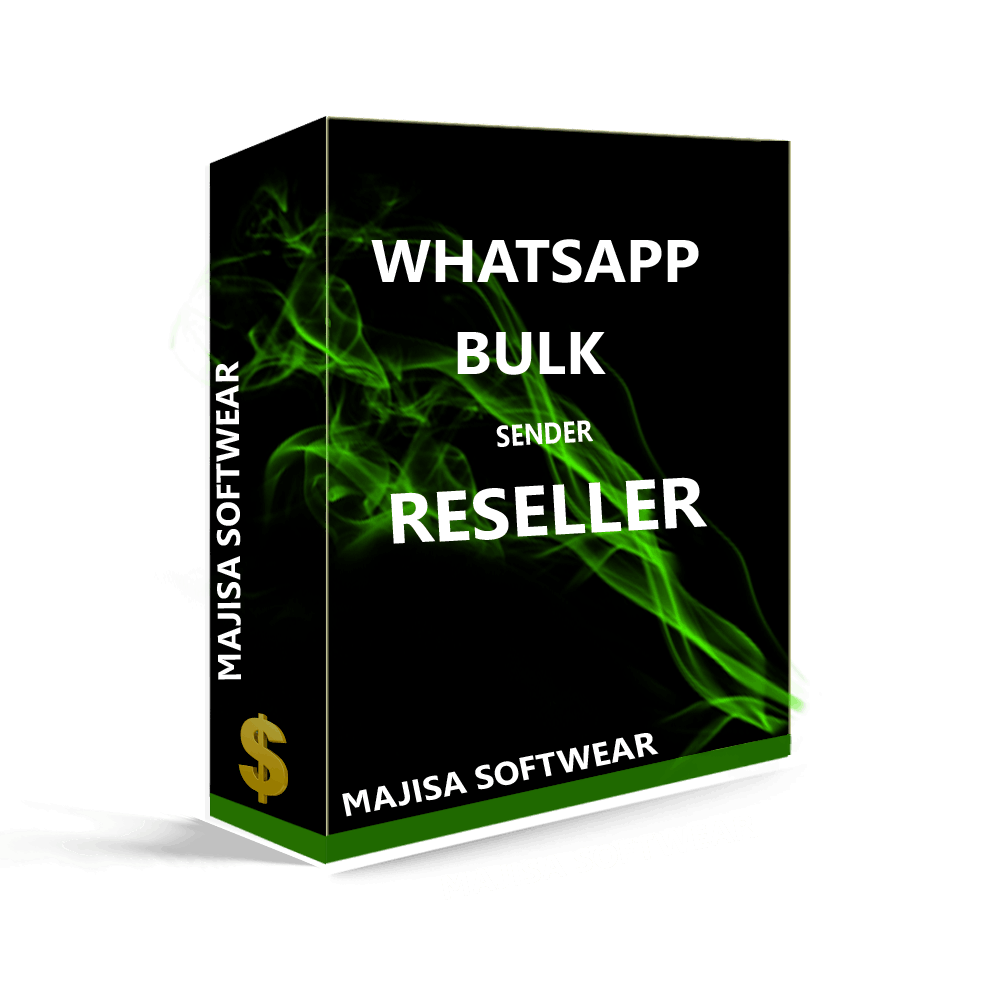 WHATSAPP
BULK
SENDER
RESELLER
MAJISA SOFTWEAR
MAJISA SOFTWEAR
$